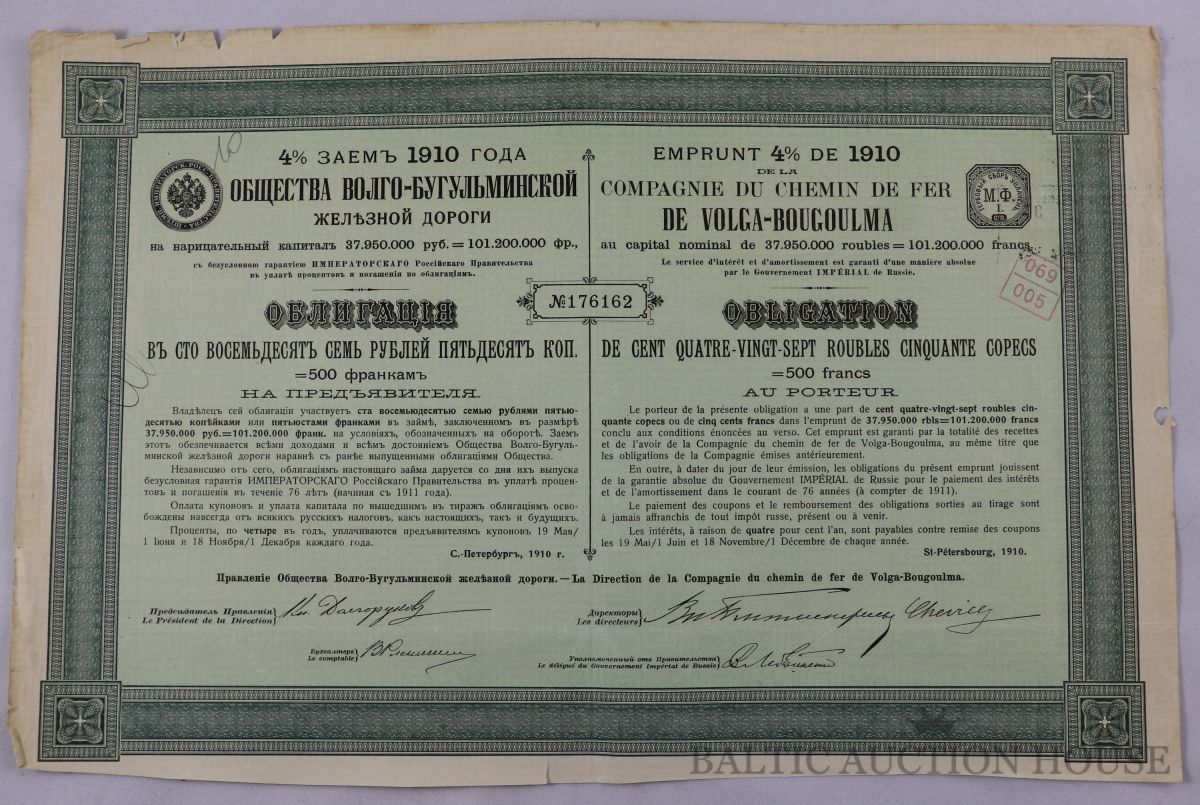 4% ЗАЕМЪ 1910 ГОДА
ОБЩЕСТВА ВОЛГО-БУГУЛЬМИНСКОЙ
ЖЕЛѢЗНОЙ ДОРОГИ
на нарицательный капиталъ 37.950.000 руб. = 101.200.000 фр.,
съ безусловною гарантіею ИМПЕРАТОРСКАГО Россійскаго Правительства
въ уплатѣ процентовъ и погашенія по облигаціямъ.
ОБЛИГАЦІЯ
ВЪ СТО ВОСЕМЬДЕСЯТЪ СЕМЬ РУБЛЕЙ ПЯТЬДЕСЯТЪ КОП.
=500 франкамъ
НА ПРЕДЪЯВИТЕЛЯ.
Владѣлецъ сей облигаціи участвуетъ ста восемьюдесятью семью рублями пятью-
десятью копѣйками или пятьюстами франками въ займѣ, заключенномъ въ размѣрѣ
37.950.000 руб.=101.200.000 франк. на условіяхъ, обозначенныхъ на оборотѣ. Заемъ
этотъ обезпечивается всѣми доходами и всѣмъ достояніемъ Общества Волго-Бугуль-
минской желѣзной дороги наравнѣ съ ранѣе выпущенными облигаціями Общества.
Независимо отъ сего, облигаціямъ настоящаго займа даруется со дня ихъ выпуска
безусловная гарантія ИМПЕРАТОРСКАГО Россійскаго Правительства въ уплатѣ процен-
товъ и погашенія въ теченіе 76 лѣтъ (начиная съ 1911 года).
Оплата купоновъ и уплата капитала по вышедшимъ въ тиражъ облигаціямъ осво-
бождены навсегда отъ всякихъ русскихъ налоговъ, какъ настоящихъ, такъ и будущихъ.
Проценты, по четыре въ годъ, уплачиваются предъявителямъ купоновъ 19 Мая/
1 Іюня и 18 Ноября/1 Декабря каждаго года.
С.-Петербургъ, 1910 г.
№176162
EMPRUNT 4% DE 1910
DE LA
COMPAGNIE DU CHEMIN DE FER
DE VOLGA-BOUGOULMA
au capital nominal de 37.950.000 roubles = 101.200.000 francs.
Le service d'intérêt et d'amortissement est garanti d'une manière absolue
par le Gouvernement IMPÉRIAL de Russie.
М.Ф.
I.
069
005
OBLIGATION
DE CENT QUATRE-VINGT-SEPT ROUBLES CINQUANTE COPECS
=500 francs
AU PORTEUR.
Le porteur de la présente obligation a une part de cent quatre-vingt-sept roubles cin-
quante copecs ou de cinq cents francs dans l'emprunt de 37.950.000 rbls=101.200.000 francs
conclu aux conditions énoncées au verso. Cet emprunt est garanti par la totalité des recettes
et de l'avoir de la Compagnie du chemin de fer de Volga-Bougoulma, au même titre que
les obligations de la Compagnie émises antérieurement.
En outre, à dater du jour de leur émission, les obligations du présent emprunt jouissent
de la garantie absolue du Gouvernement IMPÉRIAL de Russie pour le paiement des intérêts
et de l'amortissement dans le courant de 76 années (à compter de 1911).
Le paiement des coupons et le remboursement des obligations sorties au tirage sont
à jamais affranchis de tout impôt russe, présent ou à venir.
Les intérêts, à raison de quatre pour cent l'an, sont payables contre remise des coupons
les 19 Mai/1 Juin et 18 Novembre/1 Décembre de chaque année.
St-Pétersbourg, 1910.
Правленіе Общества Волго-Бугульминской желѣзной дороги.—La Direction de la Compagnie du chemin de fer de Volga-Bougoulma.
Предсѣдатель Правленія
Le Président de la Direction
Кн. Долгоруковъ
Директоры
Les directeurs
Бухгалтеръ
Le comptable
Уполномоченный отъ Правительства
Le délégué du Gouvernement Impérial de Russie
BALTIC AUCTION HOUSE